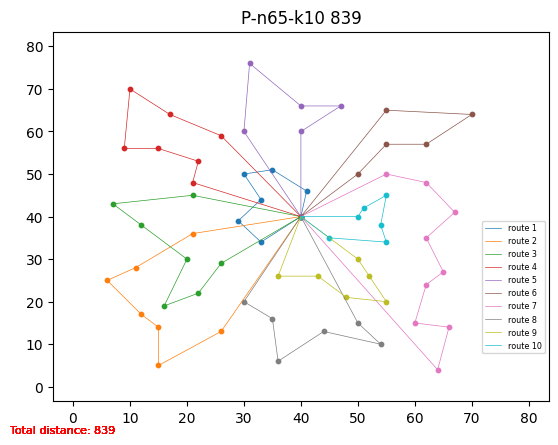 P-n65-k10 839
80
70
60
50
40
30
20
10
0
route 1
route 2
route 3
route 4
route 5
route 6
route 7
route 8
route 9
route 10
0 10 20 30 40 50 60 70 80
Total distance: 839